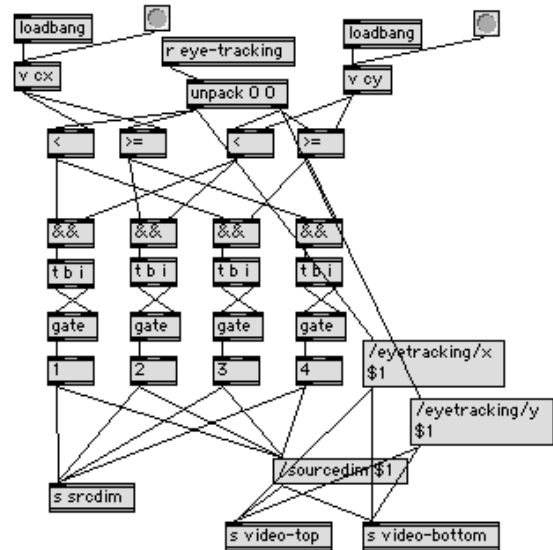 loadbang
loadbang
r eye-tracking
v cx
v cy
unpack 0 0
<
>=
<
>=
&&
&&
&&
&&
t b i
t b i
t b i
t b i
gate
gate
gate
gate
/eyetracking/x
$1
1
2
3
4
/eyetracking/y
$1
/sourcedim $1
s srcdim
s video-top
s video-bottom